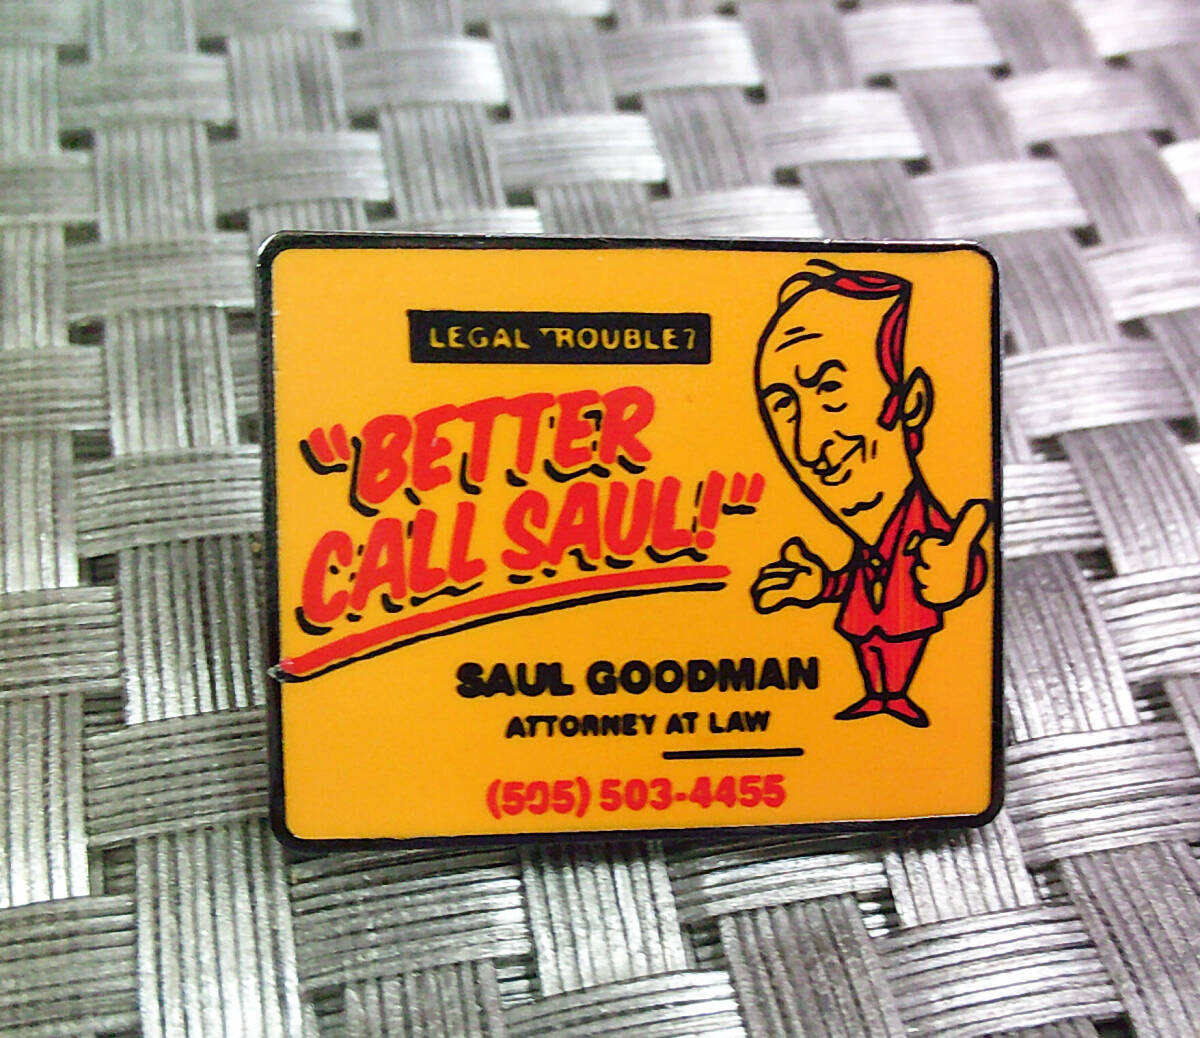 LEGAL TROUBLE?
"BETTER
CALL SAUL!"
SAUL GOODMAN
ATTORNEY AT LAW
(505) 503-4455